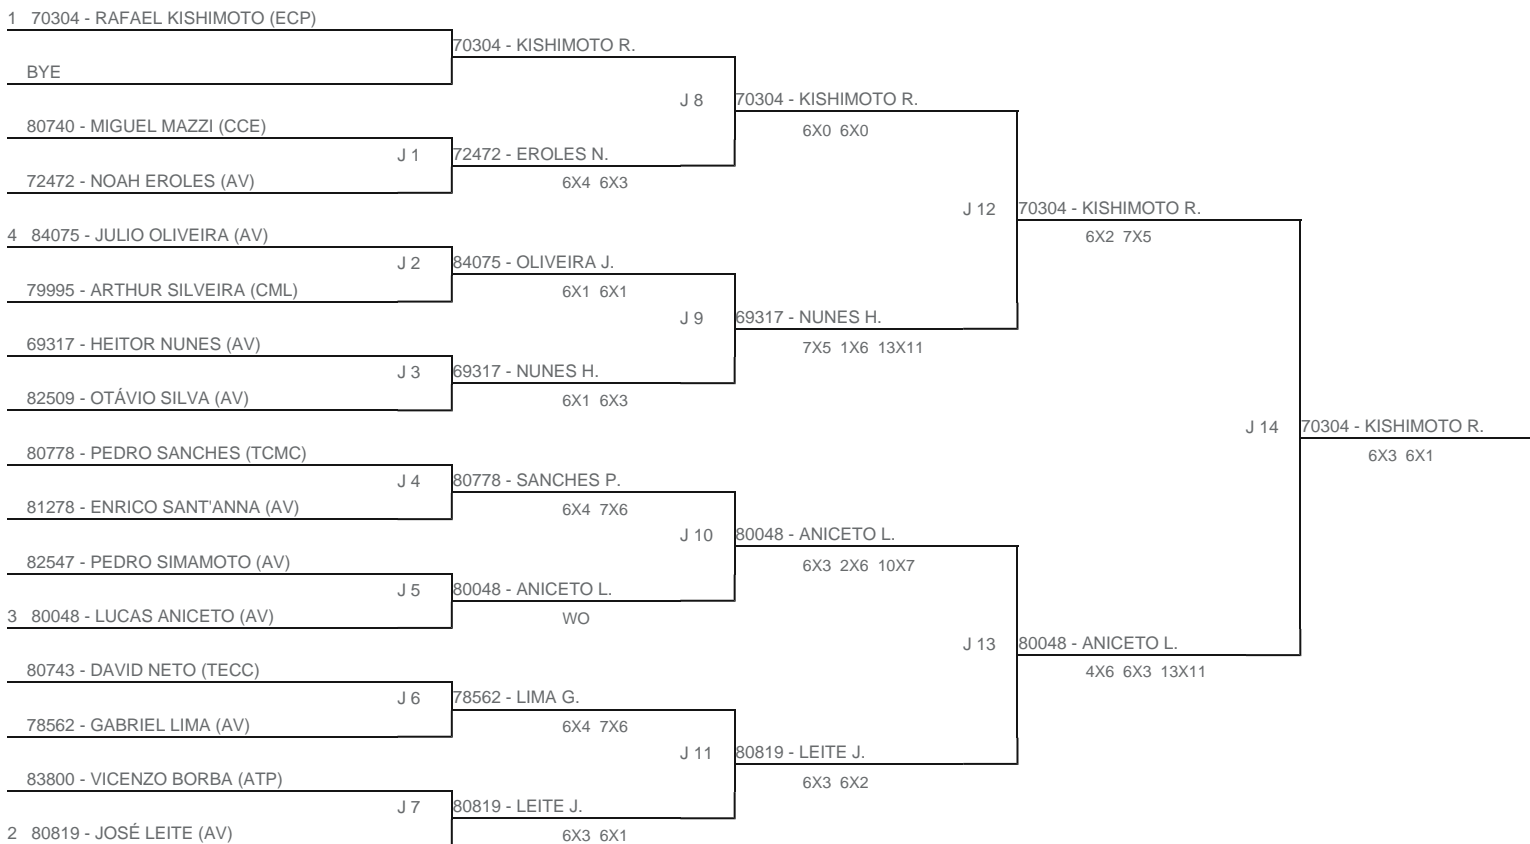 1 70304 - RAFAEL KISHIMOTO (ECP)
70304 - KISHIMOTO R.
BYE
J 8
70304 - KISHIMOTO R.
6X0 6X0
80740 - MIGUEL MAZZI (CCE)
J 1
72472 - EROLES N.
6X4 6X3
72472 - NOAH EROLES (AV)
J 12
70304 - KISHIMOTO R.
6X2 7X5
4 84075 - JULIO OLIVEIRA (AV)
J 2
84075 - OLIVEIRA J.
6X1 6X1
79995 - ARTHUR SILVEIRA (CML)
J 9
69317 - NUNES H.
7X5 1X6 13X11
69317 - HEITOR NUNES (AV)
J 3
69317 - NUNES H.
6X1 6X3
82509 - OTÁVIO SILVA (AV)
J 14
70304 - KISHIMOTO R.
6X3 6X1
80778 - PEDRO SANCHES (TCMC)
J 4
80778 - SANCHES P.
6X4 7X6
81278 - ENRICO SANT'ANNA (AV)
J 10
80048 - ANICETO L.
6X3 2X6 10X7
82547 - PEDRO SIMAMOTO (AV)
J 5
80048 - ANICETO L.
WO
3 80048 - LUCAS ANICETO (AV)
J 13
80048 - ANICETO L.
4X6 6X3 13X11
80743 - DAVID NETO (TECC)
J 6
78562 - LIMA G.
6X4 7X6
78562 - GABRIEL LIMA (AV)
J 11
80819 - LEITE J.
6X3 6X2
83800 - VICENZO BORBA (ATP)
J 7
80819 - LEITE J.
6X3 6X1
2 80819 - JOSÉ LEITE (AV)